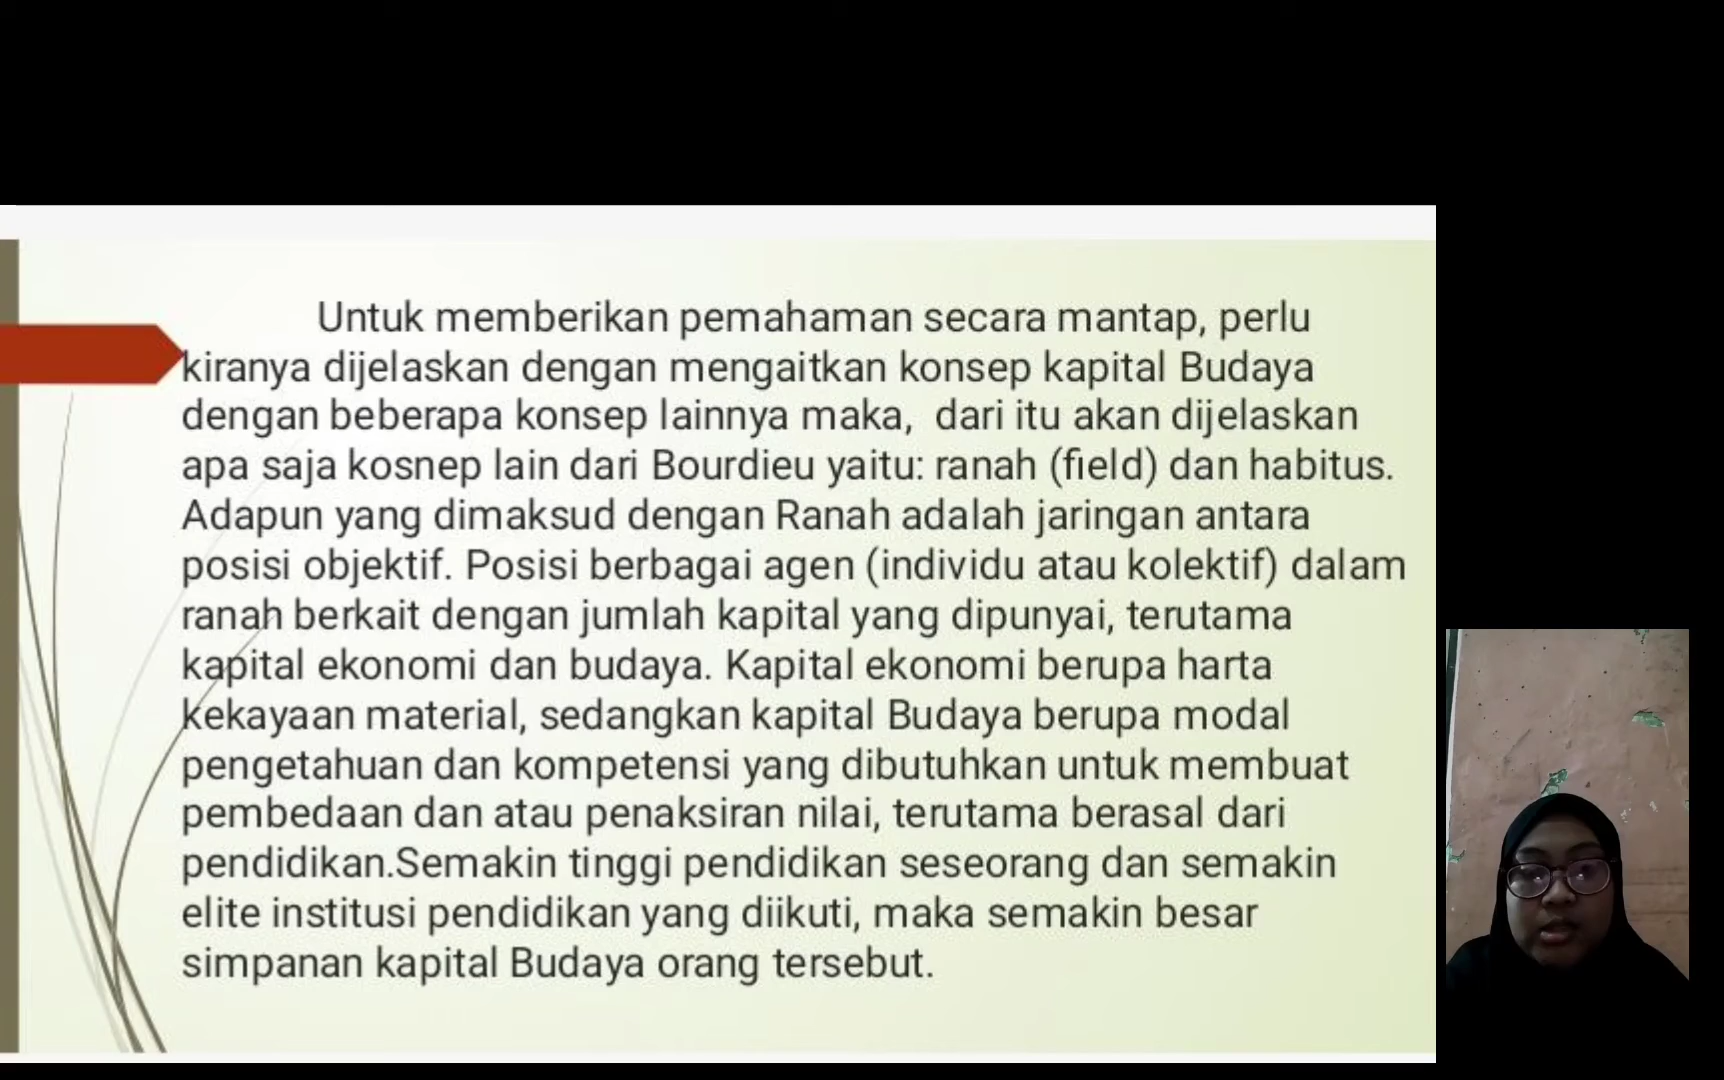 Untuk memberikan pemahaman secara mantap, perlu
kiranya dijelaskan dengan mengaitkan konsep kapital Budaya
dengan beberapa konsep lainnya maka, dari itu akan dijelaskan
apa saja kosnep lain dari Bourdieu yaitu: ranah (field) dan habitus.
Adapun yang dimaksud dengan Ranah adalah jaringan antara
posisi objektif. Posisi berbagai agen (individu atau kolektif) dalam
ranah berkait dengan jumlah kapital yang dipunyai, terutama
kapital ekonomi dan budaya. Kapital ekonomi berupa harta
kekayaan material, sedangkan kapital Budaya berupa modal
pengetahuan dan kompetensi yang dibutuhkan untuk membuat
pembedaan dan atau penaksiran nilai, terutama berasal dari
pendidikan.Semakin tinggi pendidikan seseorang dan semakin
elite institusi pendidikan yang diikuti, maka semakin besar
simpanan kapital Budaya orang tersebut.